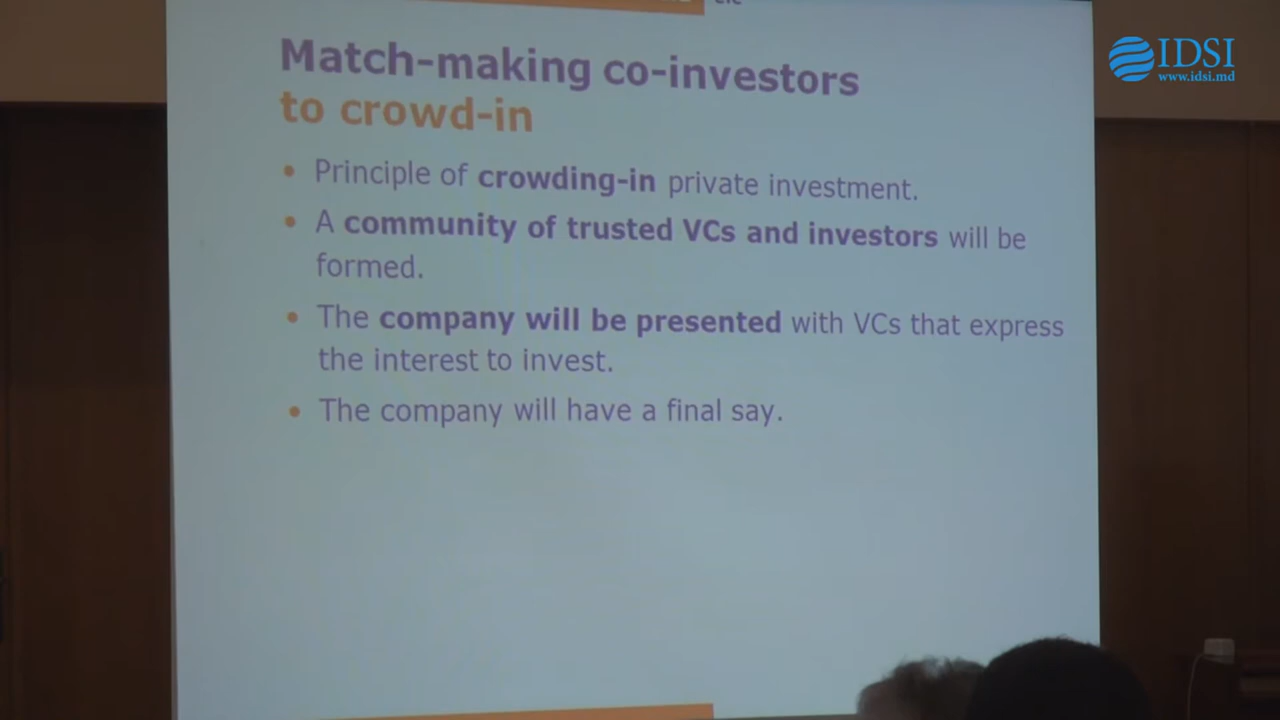 IDSI
www.idsi.md
Match-making co-investors
to crowd-in
• Principle of crowding-in private investment.
• A community of trusted VCs and investors will be
formed.
• The company will be presented with VCs that express
the interest to invest.
• The company will have a final say.